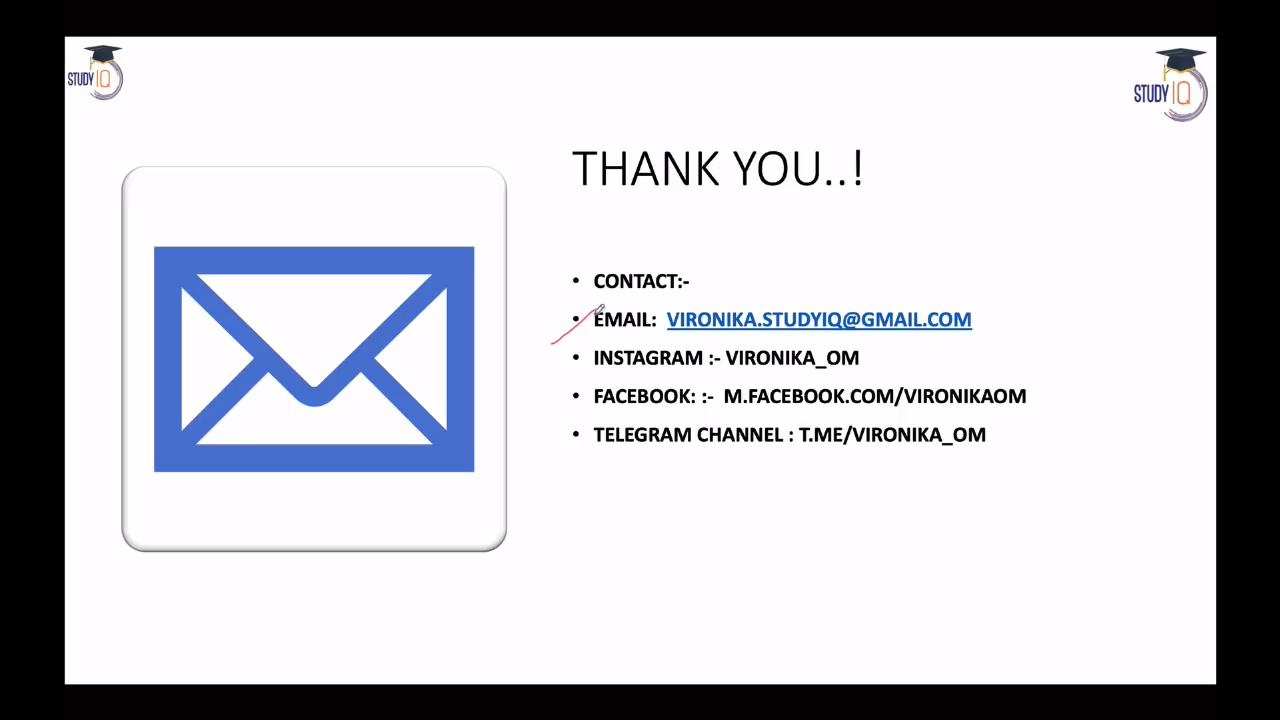 STUDY IQ
STUDY IQ
THANK YOU..!
• CONTACT:-
• EMAIL: VIRONIKA.STUDYIQ@GMAIL.COM
• INSTAGRAM :- VIRONIKA_OM
• FACEBOOK: :- M.FACEBOOK.COM/VIRONIKAOM
• TELEGRAM CHANNEL : T.ME/VIRONIKA_OM